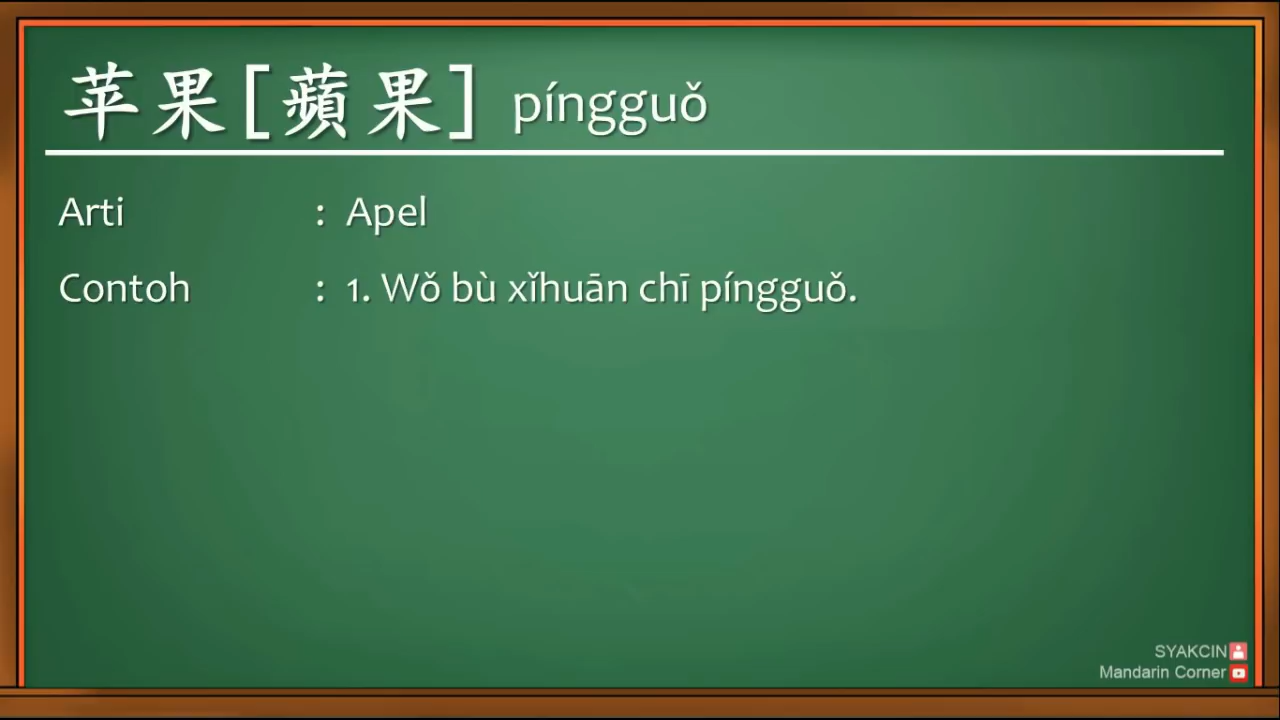 苹果[蘋果] píngguǒ
Arti : Apel
Contoh : 1. Wǒ bù xǐhuān chī píngguǒ.
SYAKCIN
Mandarin Corner